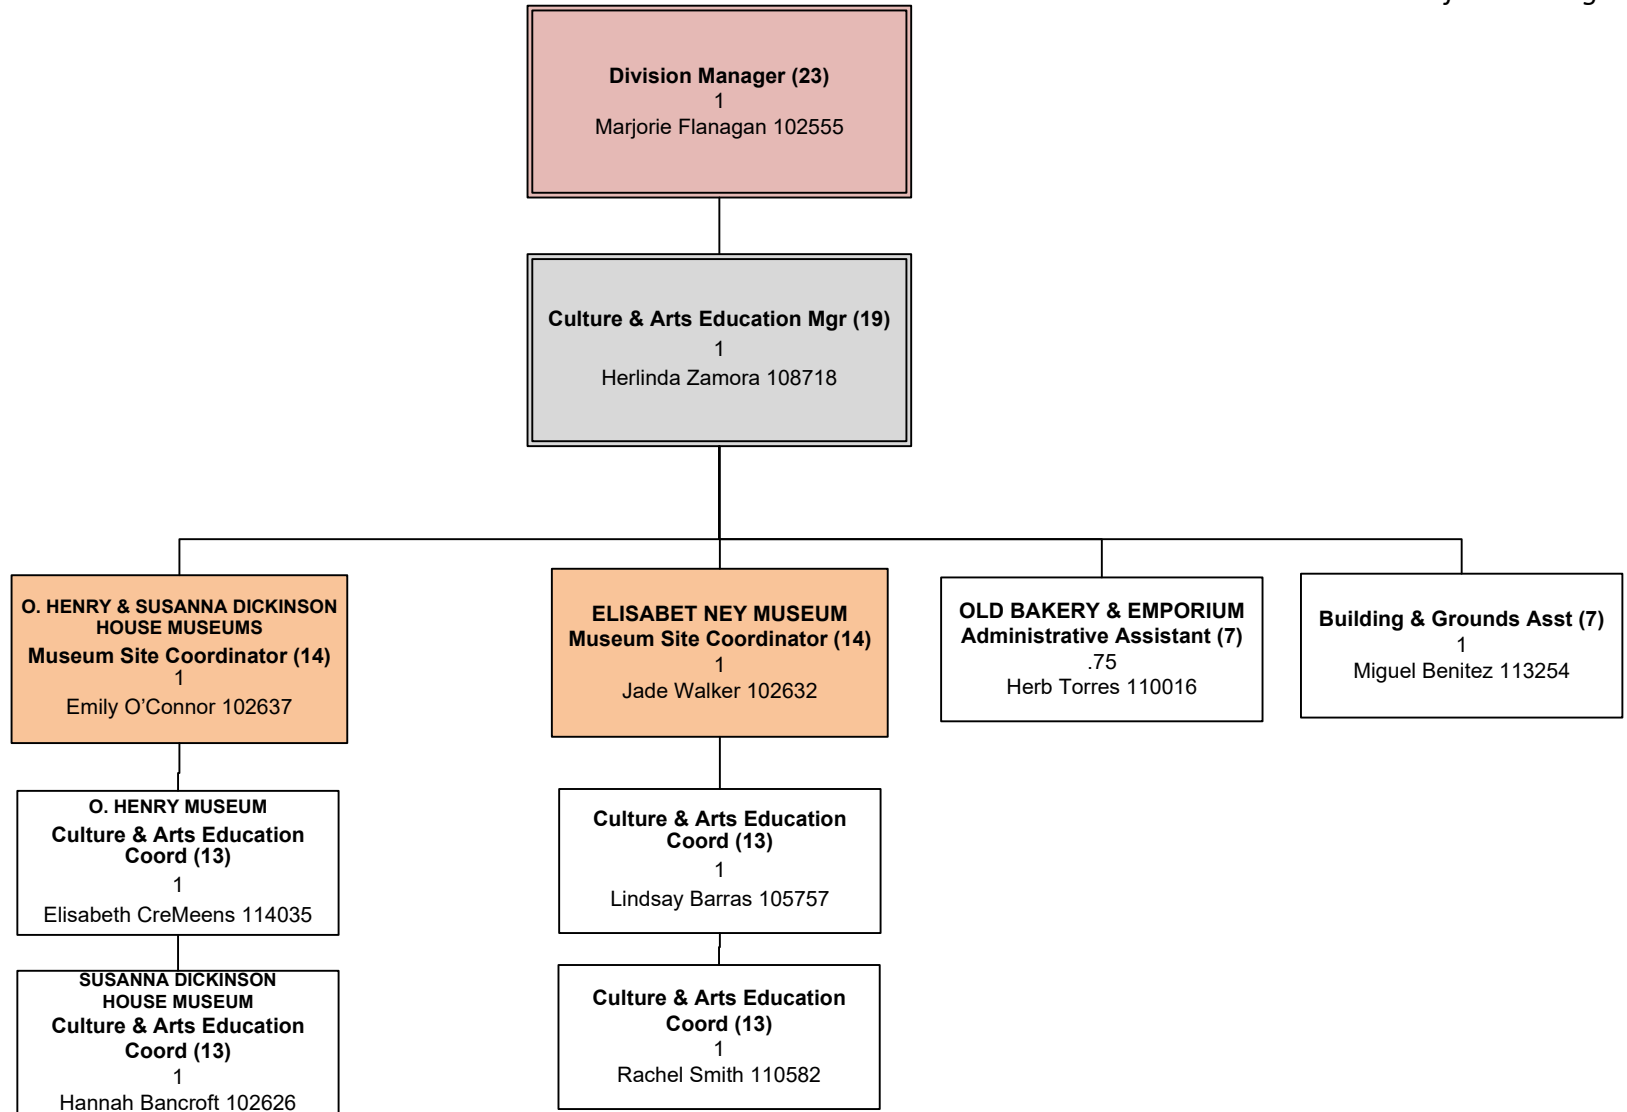 Division Manager (23)
1
Marjorie Flanagan 102555
Culture & Arts Education Mgr (19)
1
Herlinda Zamora 108718
O. HENRY & SUSANNA DICKINSON
HOUSE MUSEUMS
Museum Site Coordinator (14)
1
Emily O’Connor 102637
ELISABET NEY MUSEUM
Museum Site Coordinator (14)
1
Jade Walker 102632
OLD BAKERY & EMPORIUM
Administrative Assistant (7)
.75
Herb Torres 110016
Building & Grounds Asst (7)
1
Miguel Benitez 113254
O. HENRY MUSEUM
Culture & Arts Education
Coord (13)
1
Elisabeth CreMeens 114035
Culture & Arts Education
Coord (13)
1
Lindsay Barras 105757
SUSANNA DICKINSON
HOUSE MUSEUM
Culture & Arts Education
Coord (13)
1
Hannah Bancroft 102626
Culture & Arts Education
Coord (13)
1
Rachel Smith 110582